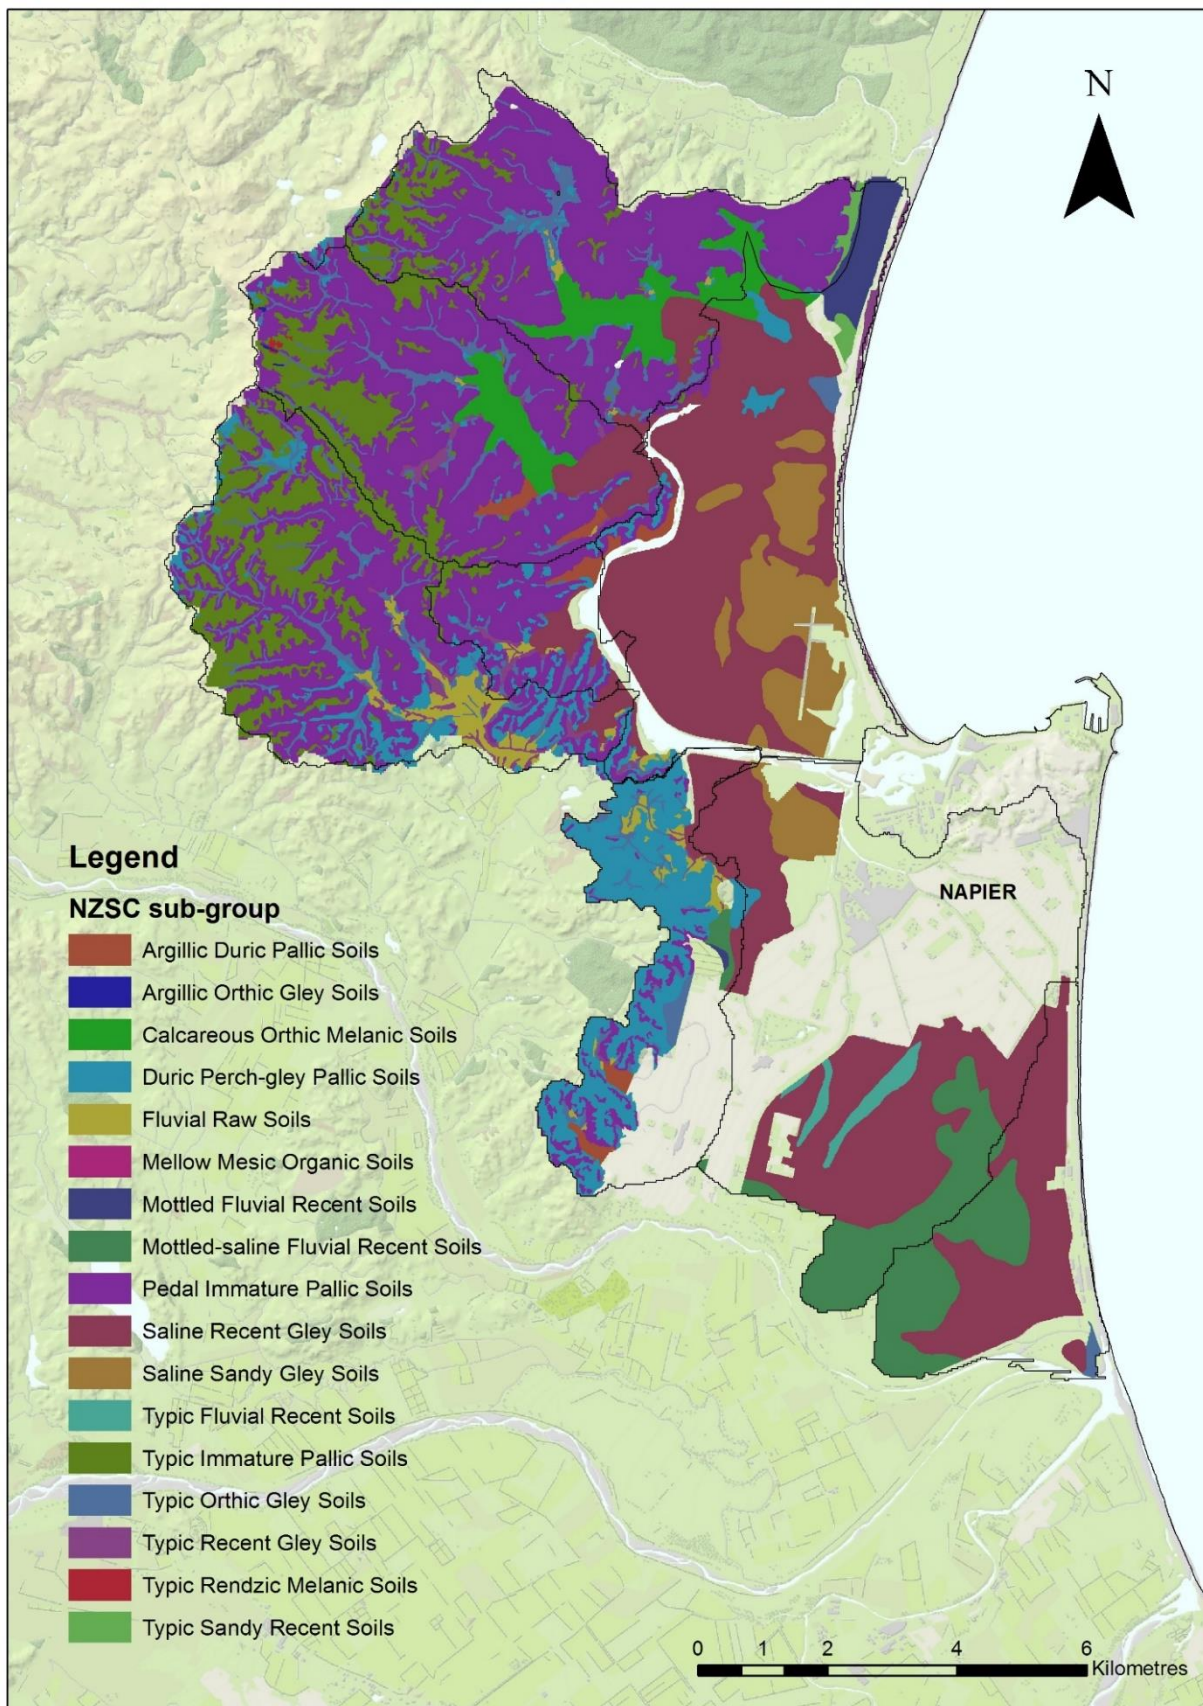 N
NAPIER
Legend
NZSC sub-group
Argillic Duric Pallic Soils
Argillic Orthic Gley Soils
Calcareous Orthic Melanic Soils
Duric Perch-gley Pallic Soils
Fluvial Raw Soils
Mellow Mesic Organic Soils
Mottled Fluvial Recent Soils
Mottled-saline Fluvial Recent Soils
Pedal Immature Pallic Soils
Saline Recent Gley Soils
Saline Sandy Gley Soils
Typic Fluvial Recent Soils
Typic Immature Pallic Soils
Typic Orthic Gley Soils
Typic Recent Gley Soils
Typic Rendzic Melanic Soils
Typic Sandy Recent Soils
0 1 2 4 6
Kilometres